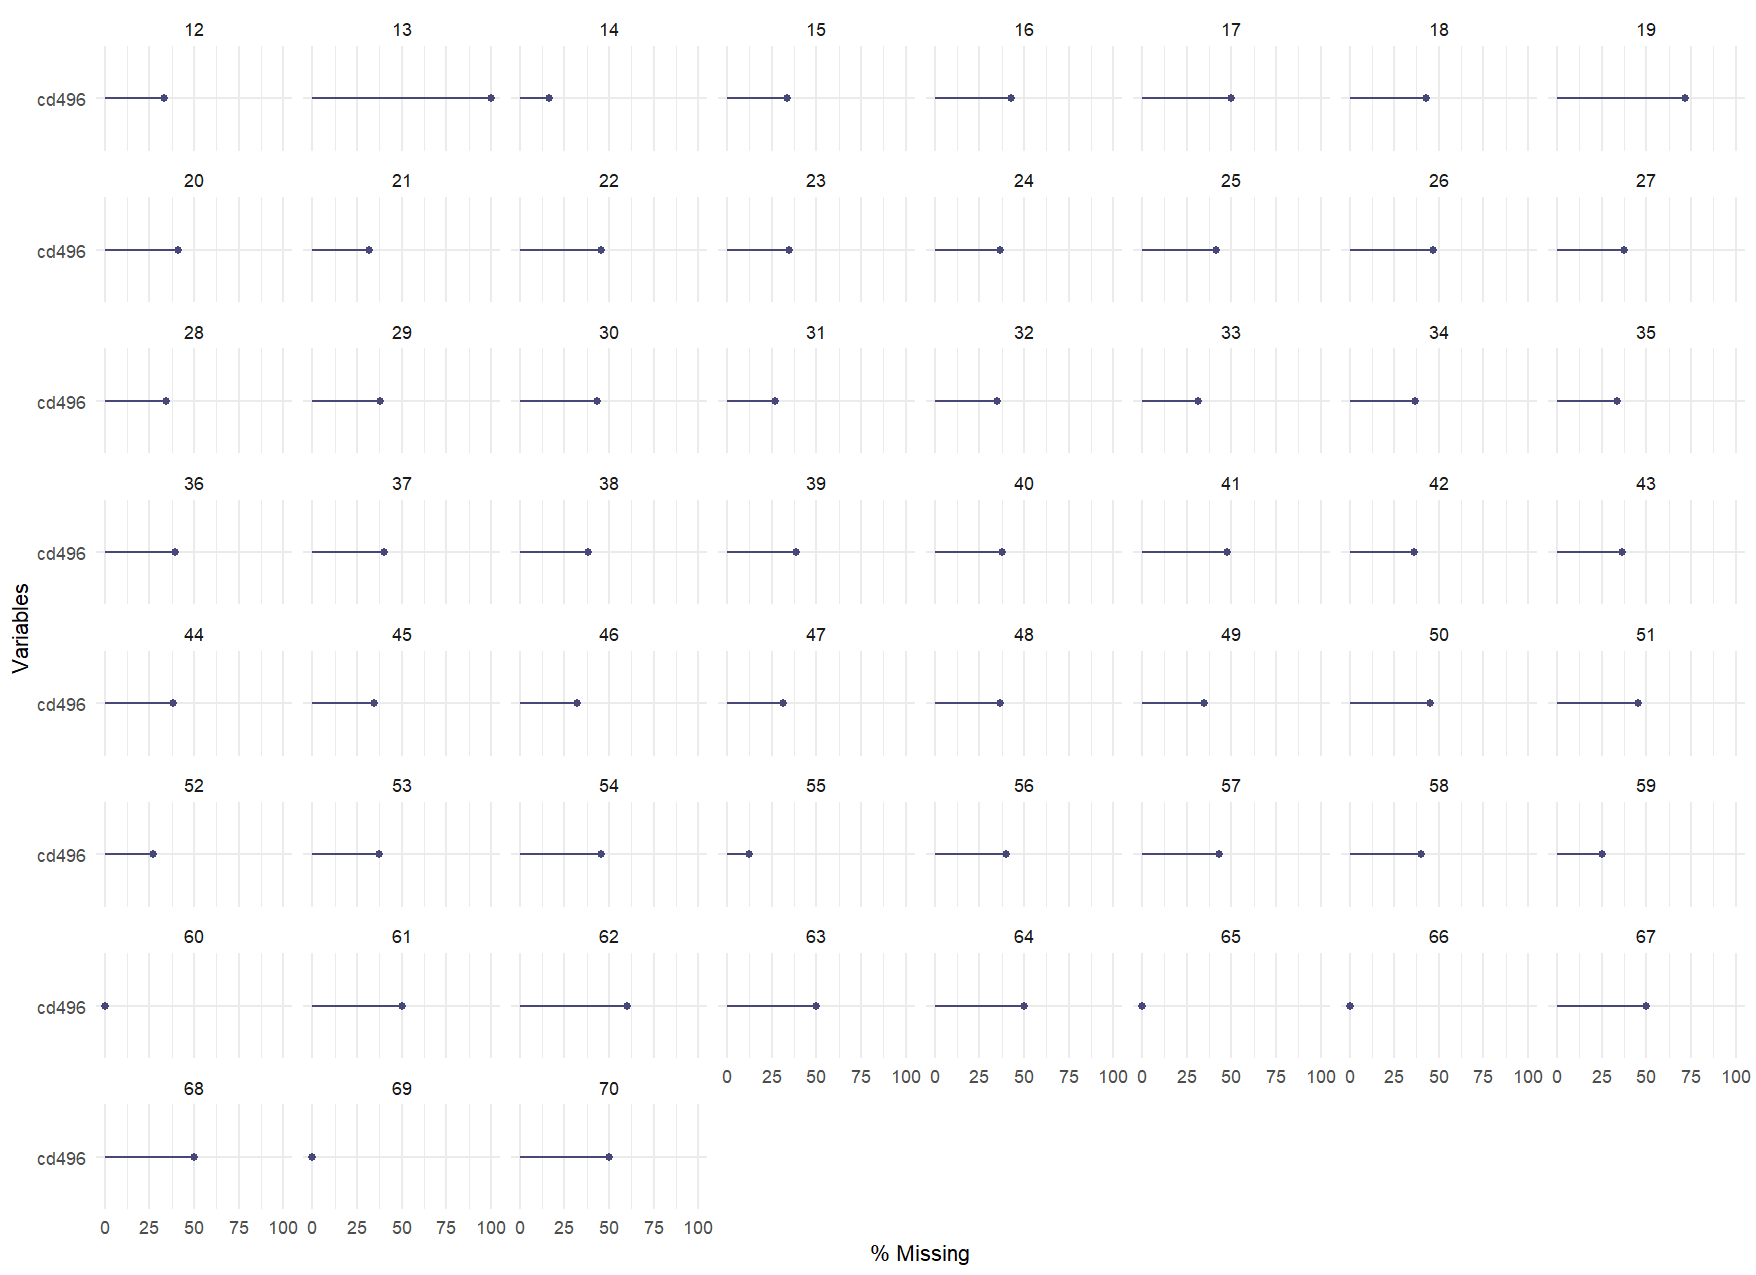 12 13 14 15 16 17 18 19
cd496
20 21 22 23 24 25 26 27
cd496
28 29 30 31 32 33 34 35
cd496
36 37 38 39 40 41 42 43
cd496
44 45 46 47 48 49 50 51
cd496
52 53 54 55 56 57 58 59
cd496
60 61 62 63 64 65 66 67
cd496
0 25 50 75 100 0 25 50 75 100 0 25 50 75 100 0 25 50 75 100 0 25 50 75 100
68 69 70
cd496
0 25 50 75 100 0 25 50 75 100 0 25 50 75 100
% Missing
Variables